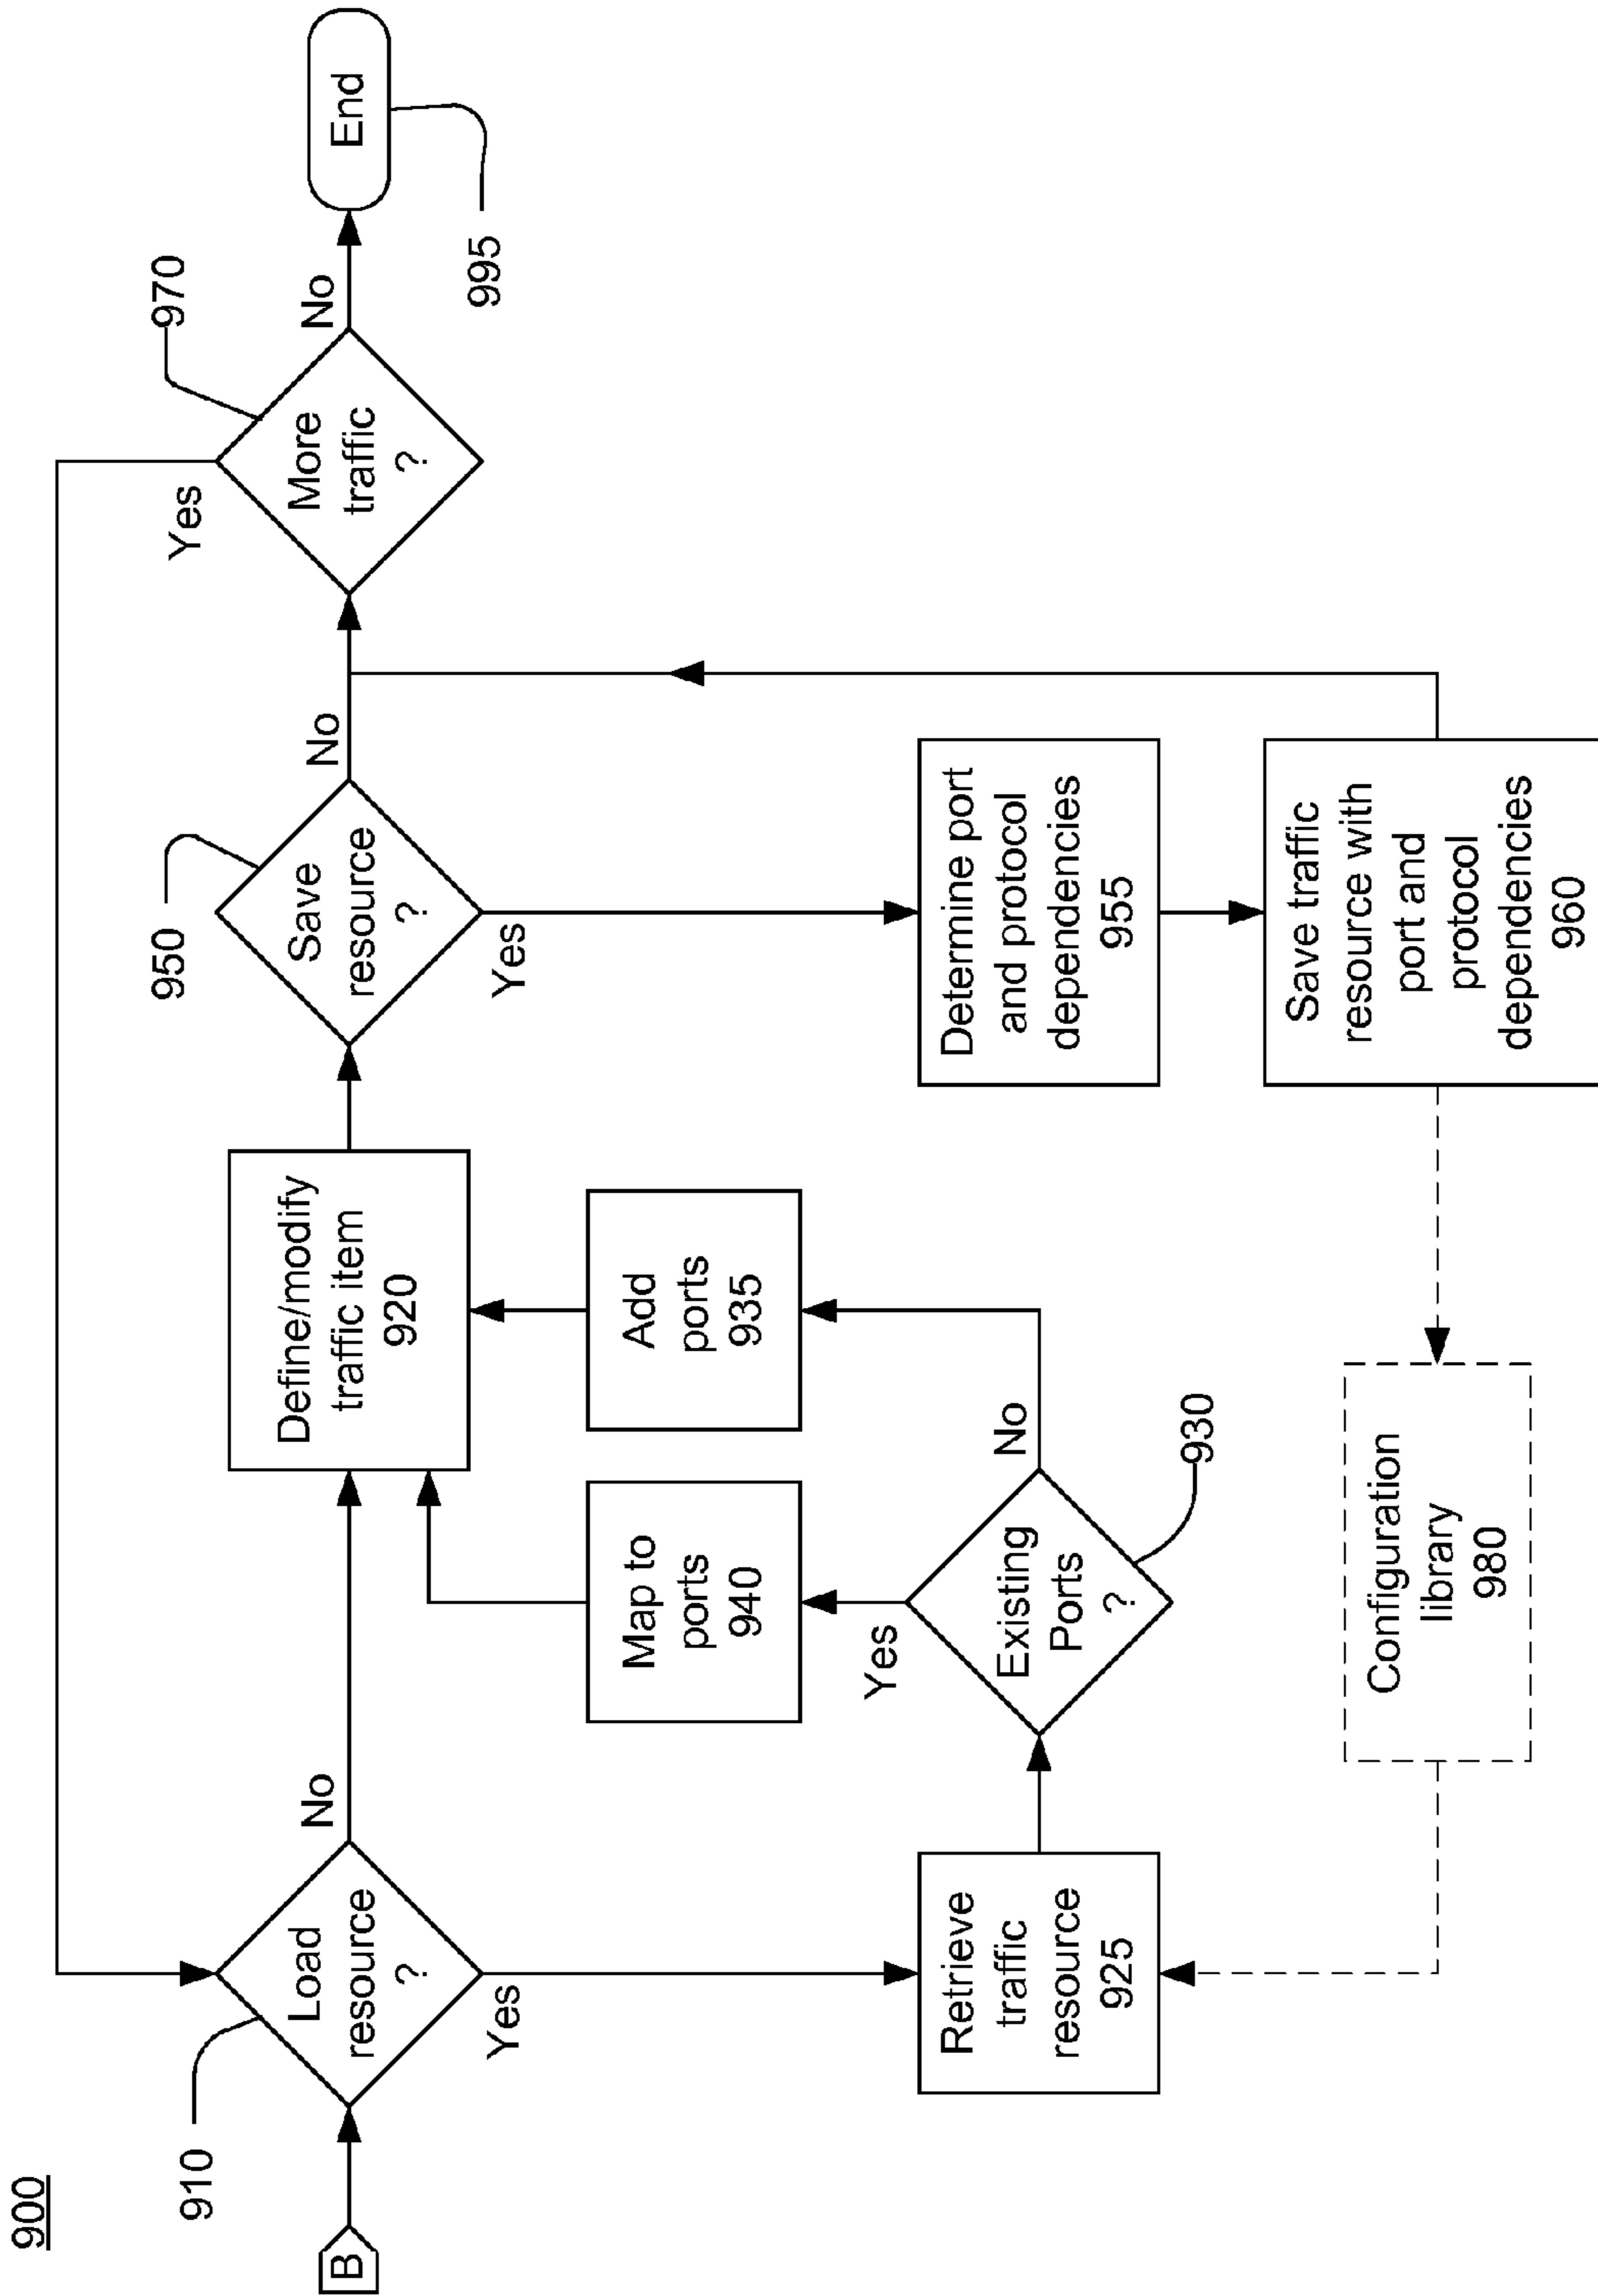 900
B
910
Load
resource
?
No
Yes
Retrieve
traffic
resource
925
Existing
Ports
?
930
Yes
No
Map to
ports
940
Add
ports
935
Define/modify
traffic item
920
950
Save
resource
?
No
Yes
Determine port
and protocol
dependencies
955
Save traffic
resource with
port and
protocol
dependencies
960
Configuration
library
980
970
More
traffic
?
Yes
No
End
995